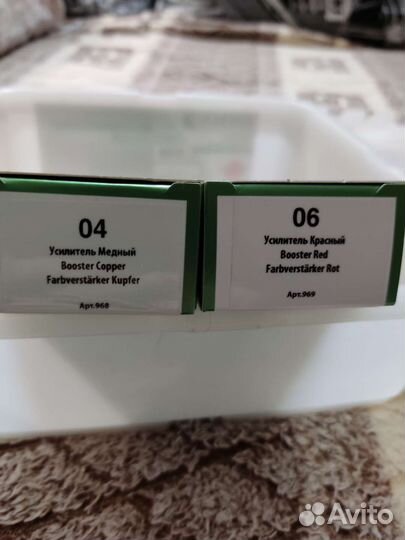 04
Усилитель Медный
Booster Copper
Farbverstärker Kupfer
Арт.968
06
Усилитель Красный
Booster Red
Farbverstärker Rot
Арт.969
Avito